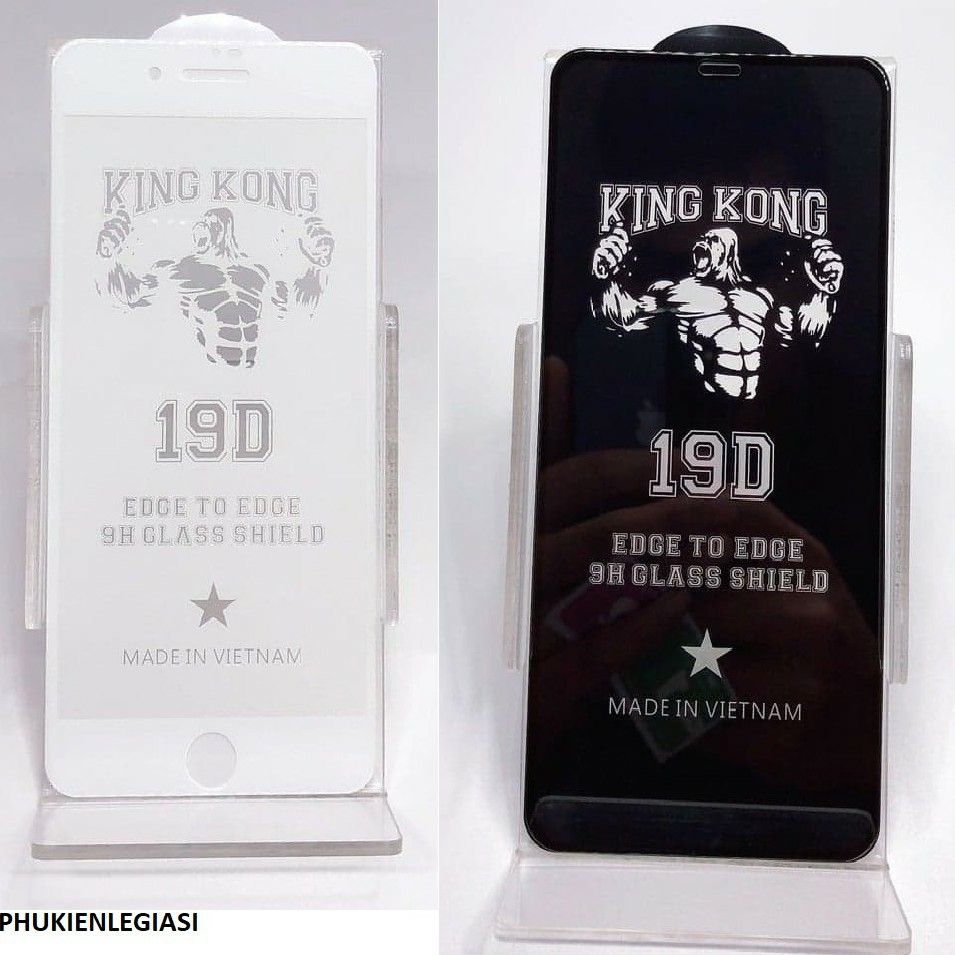 KING KONG
19D
EDGE TO EDGE
9H GLASS SHIELD
MADE IN VIETNAM
KING KONG
19D
EDGE TO EDGE
9H GLASS SHIELD
MADE IN VIETNAM
PHUKIENLEGIASI